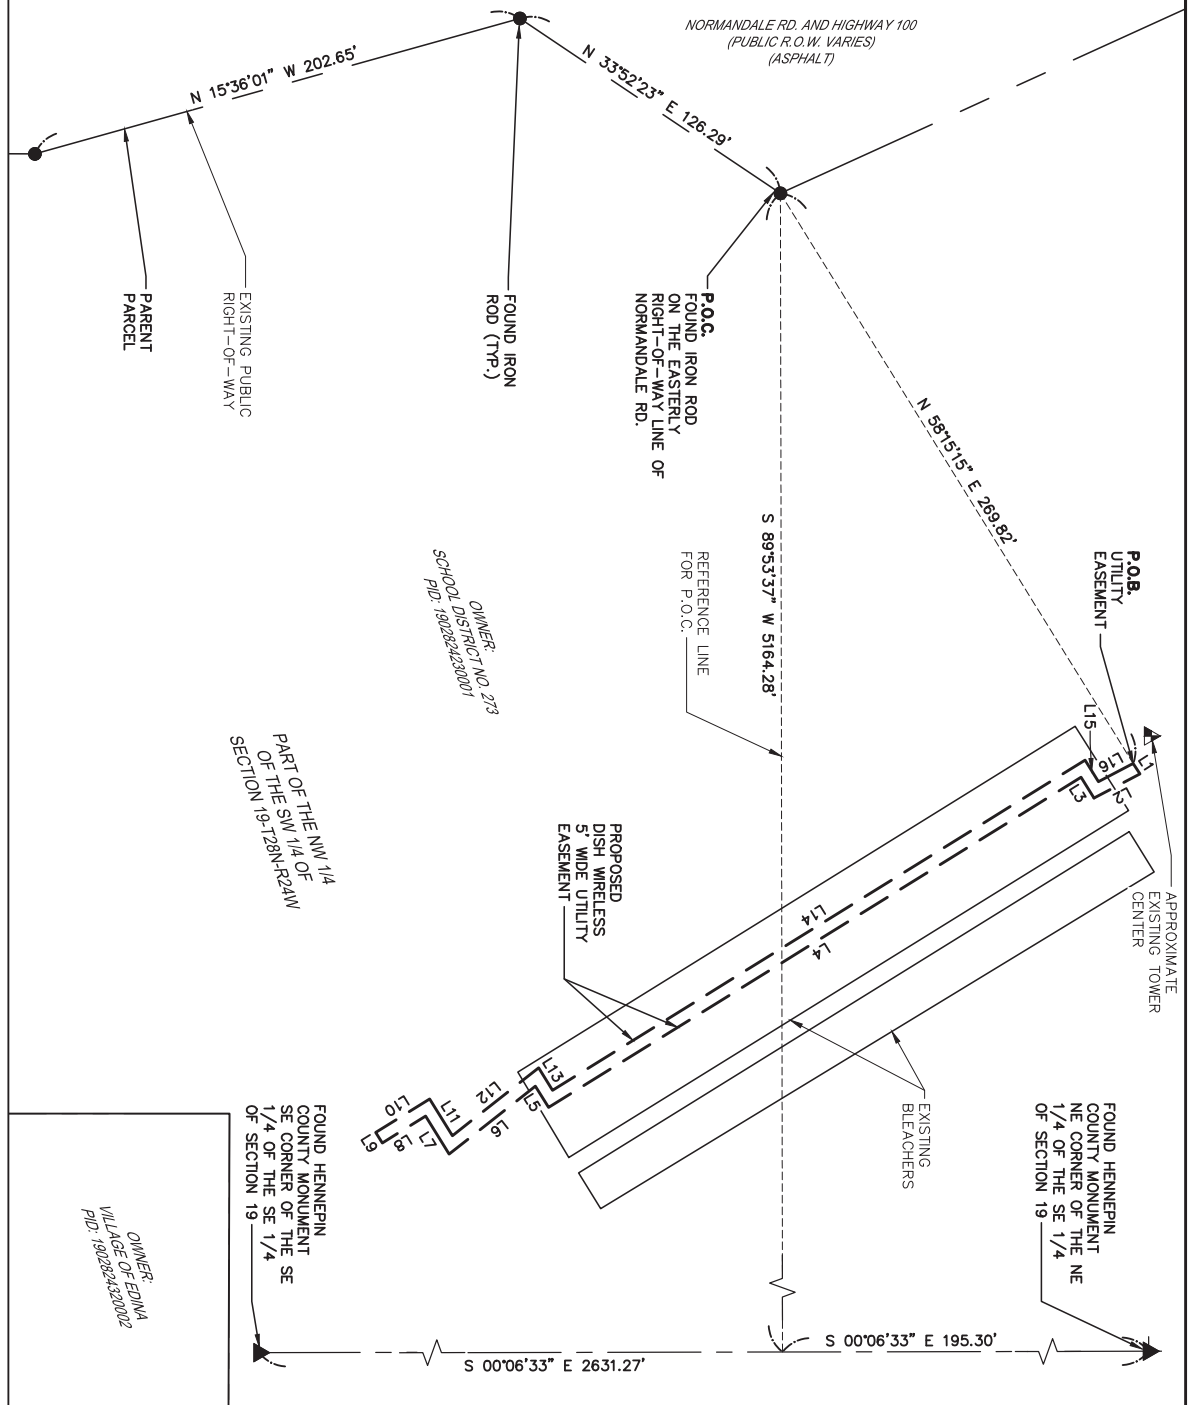 NORMANDALE RD. AND HIGHWAY 100
(PUBLIC R.O.W. VARIES)
(ASPHALT)
N 15°36'01" W 202.65'
N 33°52'23" E 126.29'
N 58°15'15" E 269.82'
S 89°53'37" W 5164.28'
PARENT
PARCEL
EXISTING PUBLIC
RIGHT-OF-WAY
FOUND IRON
ROD (TYP.)
P.O.C.
FOUND IRON ROD
ON THE EASTERLY
RIGHT-OF-WAY LINE OF
NORMANDALE RD.
REFERENCE LINE
FOR P.O.C.
P.O.B.
UTILITY
EASEMENT
OWNER:
SCHOOL DISTRICT NO. 273
PID: 1902824230001
PART OF THE NW 1/4
OF THE SW 1/4 OF
SECTION 19-T28N-R24W
L1
L2
L3
L4
L5
L6
L7
L8
L9
L10
L11
L12
L13
L14
L15
L16
APPROXIMATE
EXISTING TOWER
CENTER
PROPOSED
DISH WIRELESS
5' WIDE UTILITY
EASEMENT
EXISTING
BLEACHERS
FOUND HENNEPIN
COUNTY MONUMENT
NE CORNER OF THE NE
1/4 OF THE SE 1/4
OF SECTION 19
FOUND HENNEPIN
COUNTY MONUMENT
SE CORNER OF THE SE
1/4 OF THE SE 1/4
OF SECTION 19
S 00°06'33" E 195.30'
S 00°06'33" E 2631.27'
OWNER:
VILLAGE OF EDINA
PID: 1902824320002